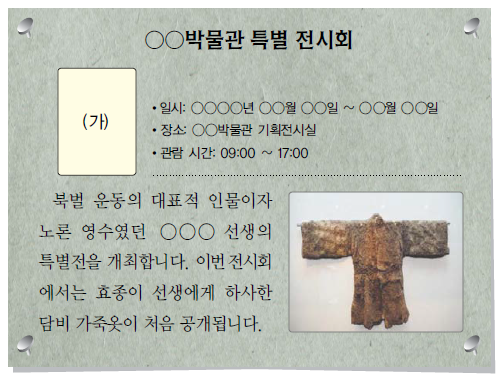 ○○박물관 특별 전시회
(가)
• 일시: ○○○○년 ○○월 ○○일 ~ ○○월 ○○일
• 장소: ○○박물관 기획전시실
• 관람 시간: 09:00 ~ 17:00
북벌 운동의 대표적 인물이자
노론 영수였던 ○○○ 선생의
특별전을 개최합니다. 이번 전시회
에서는 효종이 선생에게 하사한
담비 가죽옷이 처음 공개됩니다.